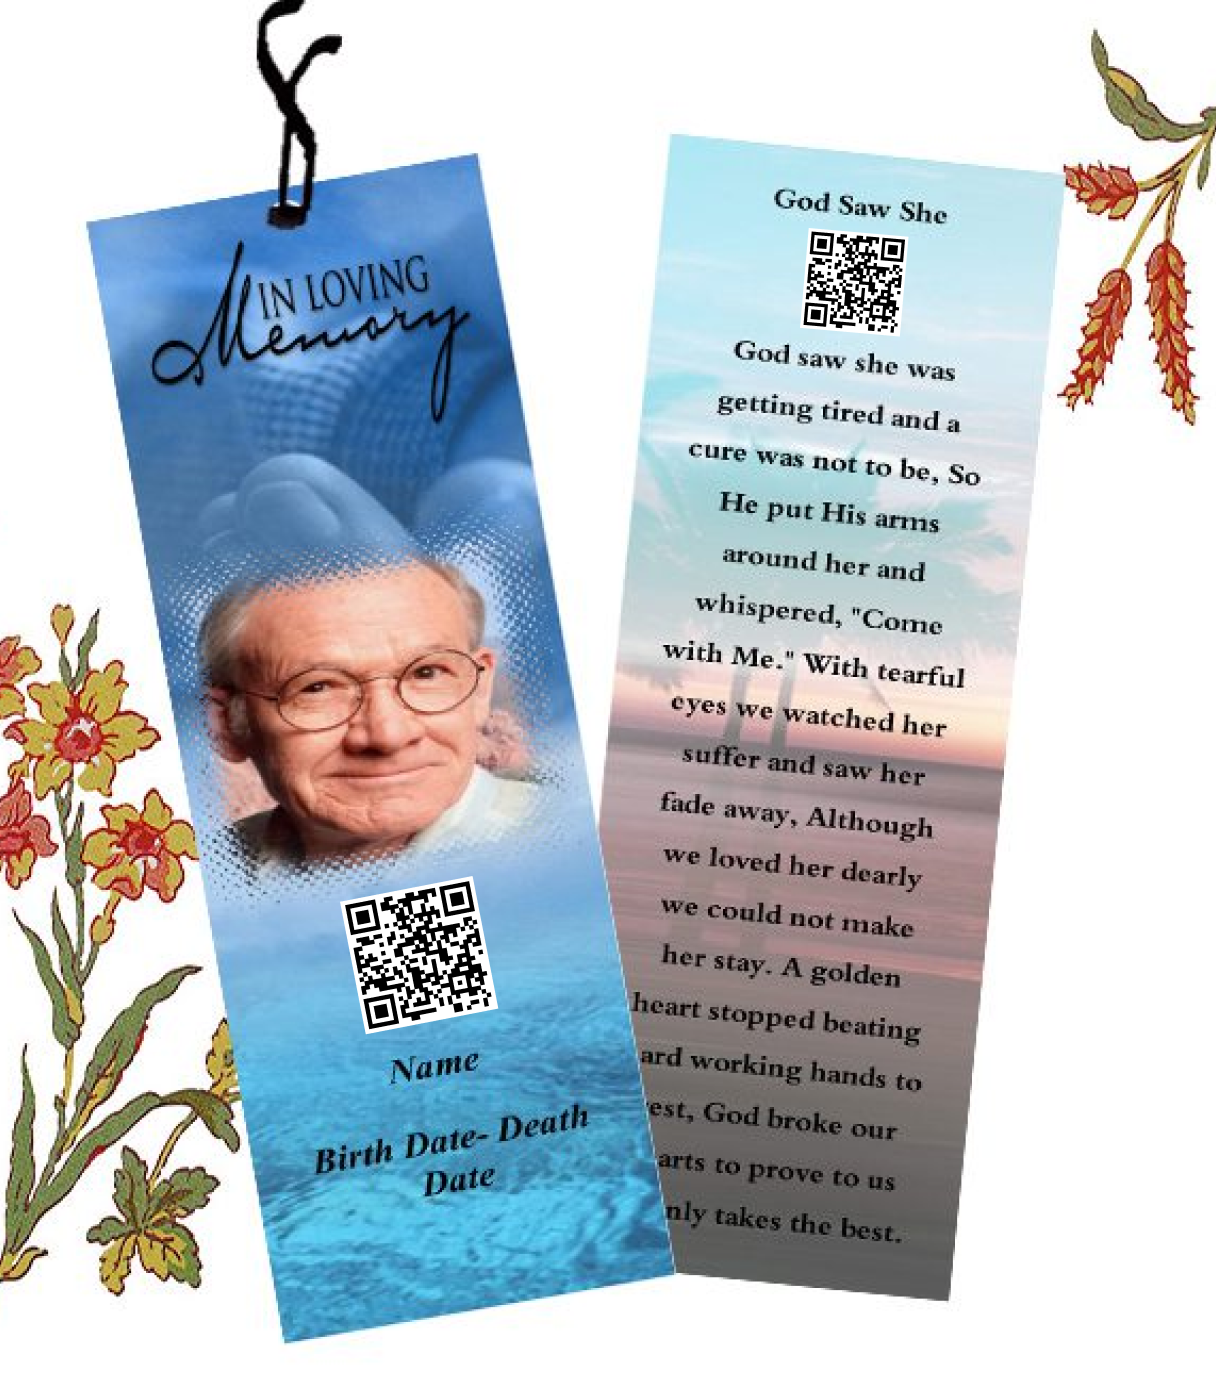 IN LOVING
Memory
Name
Birth Date- Death
Date
God Saw She
God saw she was
getting tired and a
cure was not to be, So
He put His arms
around her and
whispered, "Come
with Me." With tearful
eyes we watched her
suffer and saw her
fade away, Although
we loved her dearly
we could not make
her stay. A golden
heart stopped beating
working hands to
God broke our
to prove to us
takes the best.